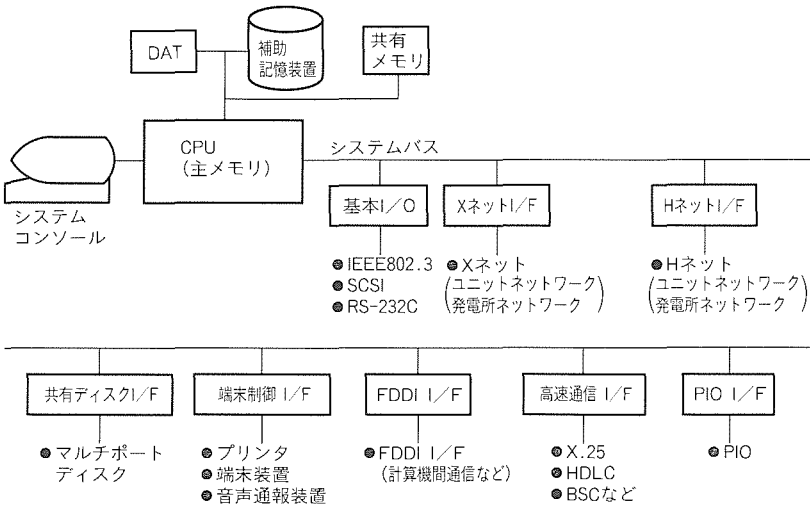 DAT
補助
記憶装置
共有
メモリ
CPU
(主メモリ)
システムバス
システム
コンソール
基本I/O
Xネット I/F
Hネット I/F
●IEEE802.3
●SCSI
●RS-232C
●Xネット
(ユニットネットワーク
発電所ネットワーク)
●Hネット
(ユニットネットワーク
発電所ネットワーク)
共有ディスク I/F
端末制御 I/F
FDDI I/F
高速通信 I/F
PIO I/F
●マルチポート
ディスク
●プリンタ
●端末装置
●音声通報装置
●FDDI I/F
(計算機間通信など)
●X.25
●HDLC
●BSCなど
●PIO